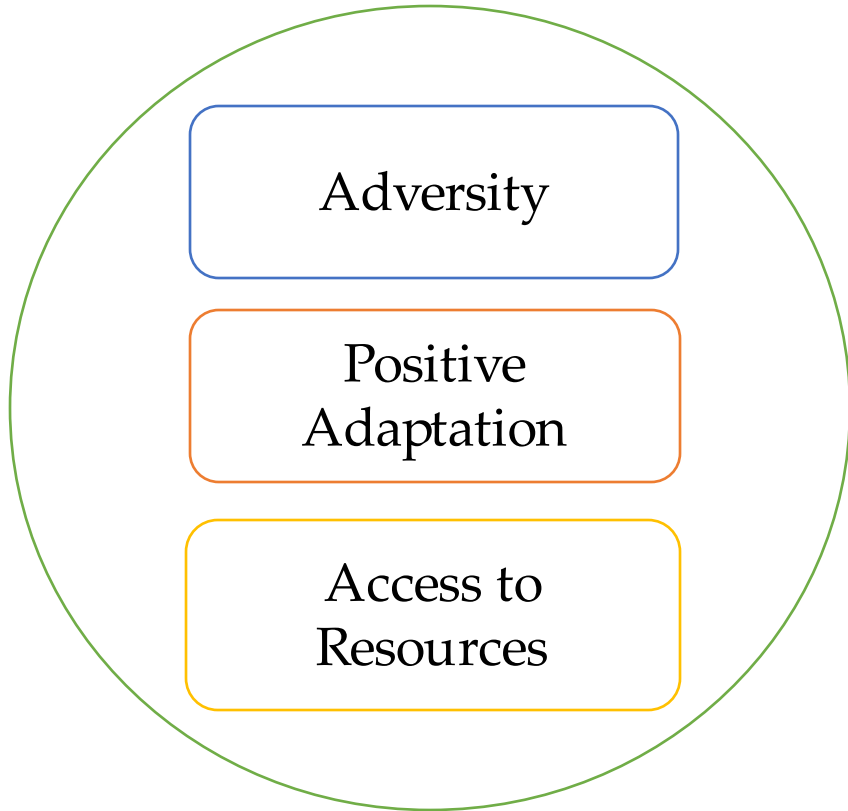 Adversity
Positive
Adaptation
Access to
Resources